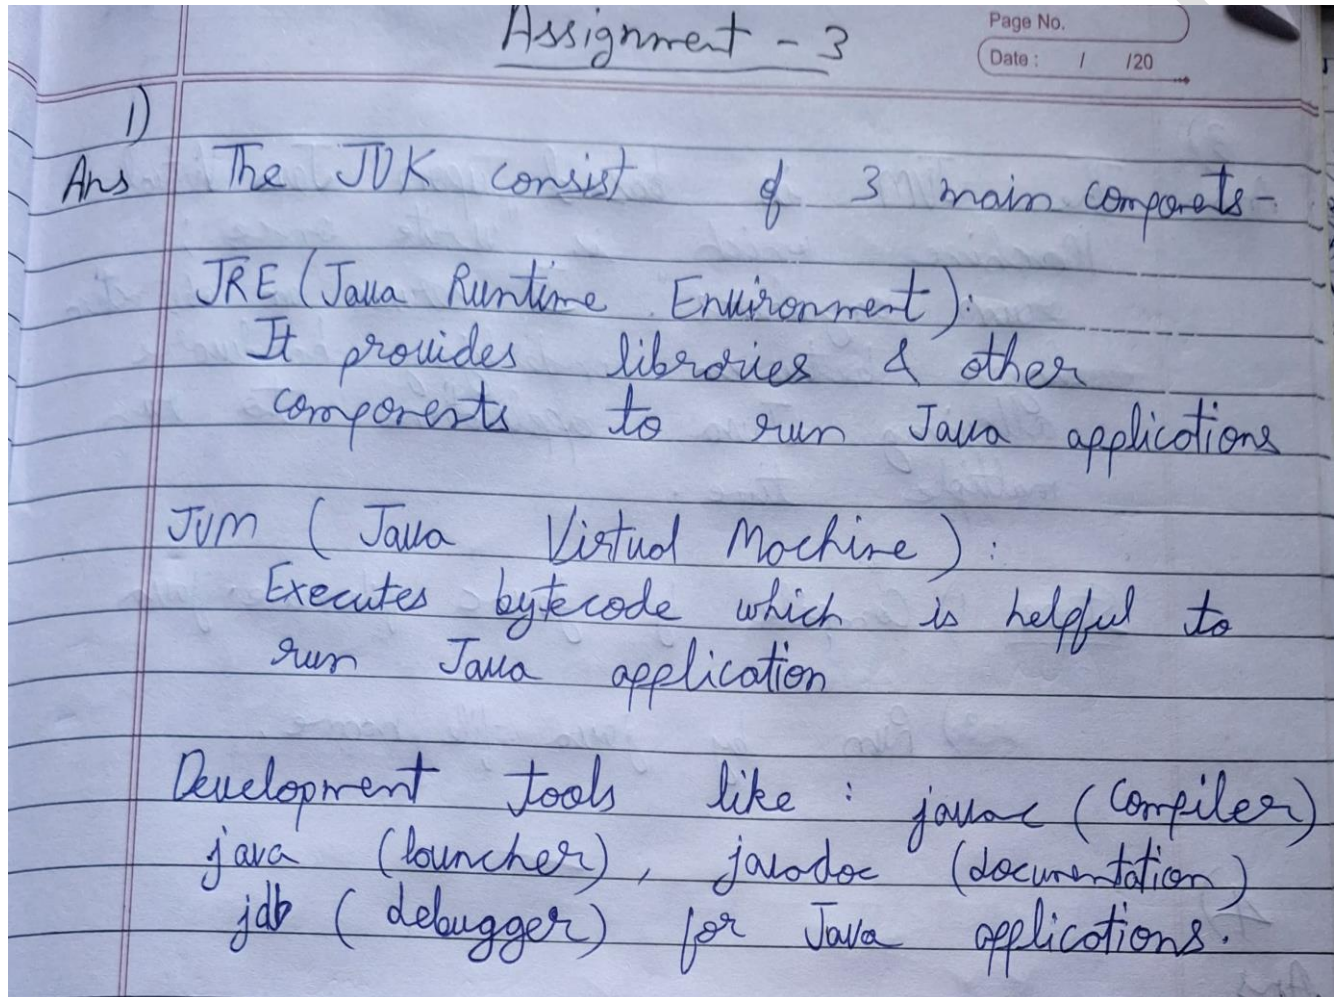 Assignment - 3
Page No.
Date : / /20
1)
Ans The JDK consist of 3 main components-
JRE (Java Runtime Environment):
It provides libraries & other
components to run Java applications
JVM ( Java Virtual Machine ) :
Executes bytecode which is helpful to
run Java application
Development tools like : javac (Compiler)
java (launcher), javadoc (documentation)
jdb ( debugger) for Java applications.